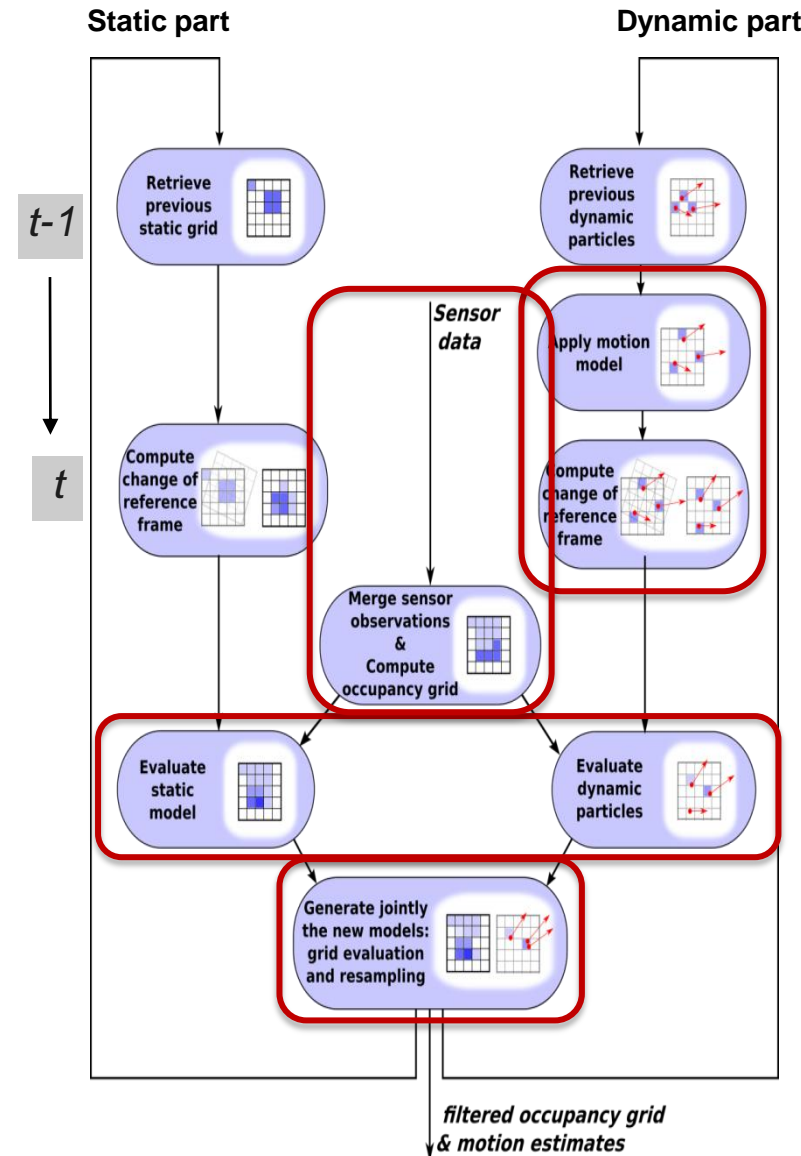 Static part
Dynamic part
Retrieve
previous
static grid
Retrieve
previous
dynamic
particles
t-1
Sensor
data
Apply motion
model
t
Compute
change of
reference
frame
Compute
change of
reference
frame
Merge sensor
observations
&
Compute
occupancy grid
Evaluate
static
model
Evaluate
dynamic
particles
Generate jointly
the new models:
grid evaluation
and resampling
filtered occupancy grid
& motion estimates